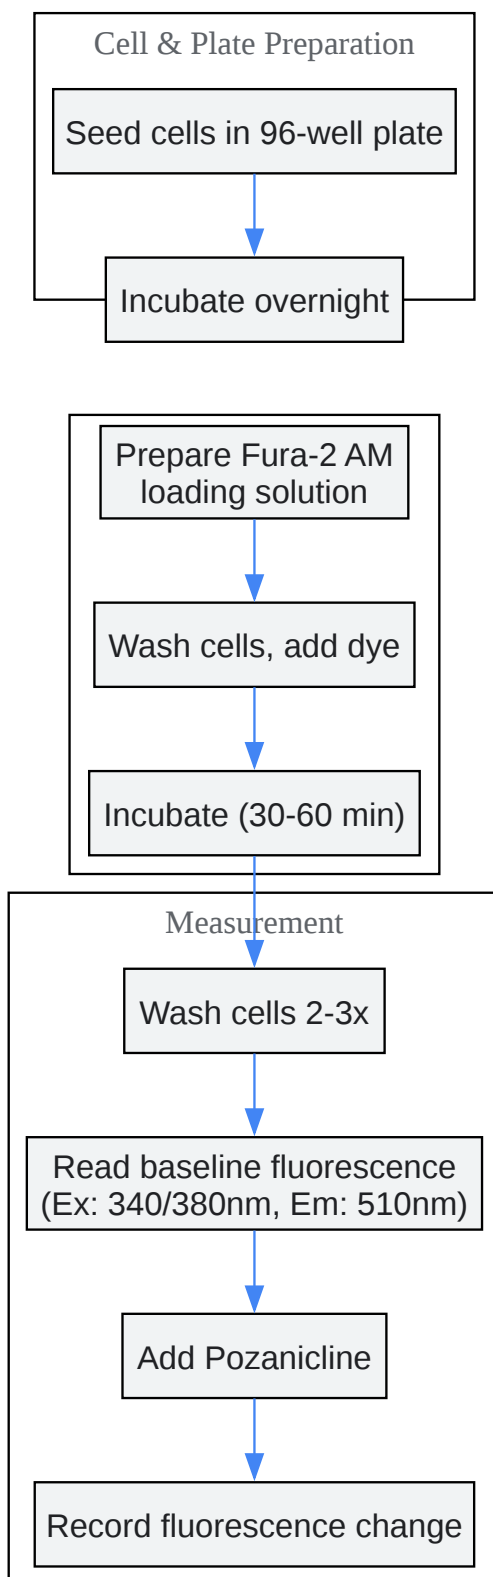 Cell & Plate Preparation
Seed cells in 96-well plate
Incubate overnight
Prepare Fura-2 AM
loading solution
Wash cells, add dye
Incubate (30-60 min)
Measurement
Wash cells 2-3x
Read baseline fluorescence
(Ex: 340/380nm, Em: 510nm)
Add Pozanicline
Record fluorescence change